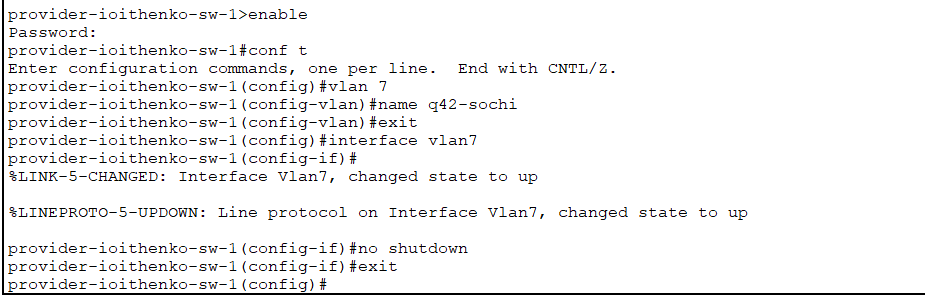 provider-ioithenko-sw-1>enable
Password:
provider-ioithenko-sw-1#conf t
Enter configuration commands, one per line.  End with CNTL/Z.
provider-ioithenko-sw-1(config)#vlan 7
provider-ioithenko-sw-1(config-vlan)#name q42-sochi
provider-ioithenko-sw-1(config-vlan)#exit
provider-ioithenko-sw-1(config)#interface vlan7
provider-ioithenko-sw-1(config-if)#
%LINK-5-CHANGED: Interface Vlan7, changed state to up
%LINEPROTO-5-UPDOWN: Line protocol on Interface Vlan7, changed state to up
provider-ioithenko-sw-1(config-if)#no shutdown
provider-ioithenko-sw-1(config-if)#exit
provider-ioithenko-sw-1(config)#